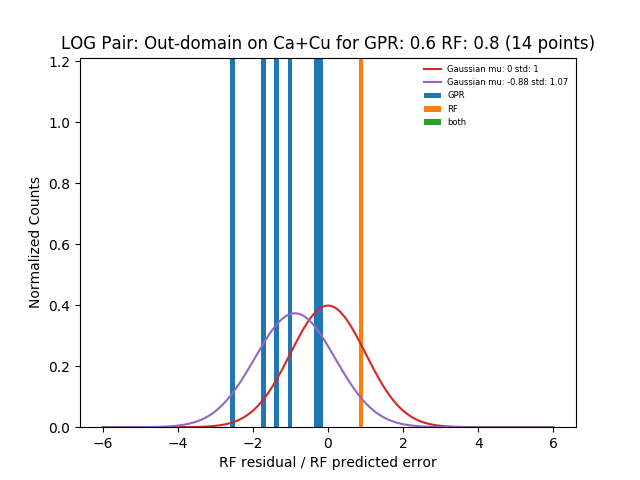 LOG Pair: Out-domain on Ca+Cu for GPR: 0.6 RF: 0.8 (14 points)
Gaussian mu: 0 std: 1
Gaussian mu: -0.88 std: 1.07
GPR
RF
both
Normalized Counts
1.2
1.0
0.8
0.6
0.4
0.2
0.0
−6 −4 −2 0 2 4 6
RF residual / RF predicted error